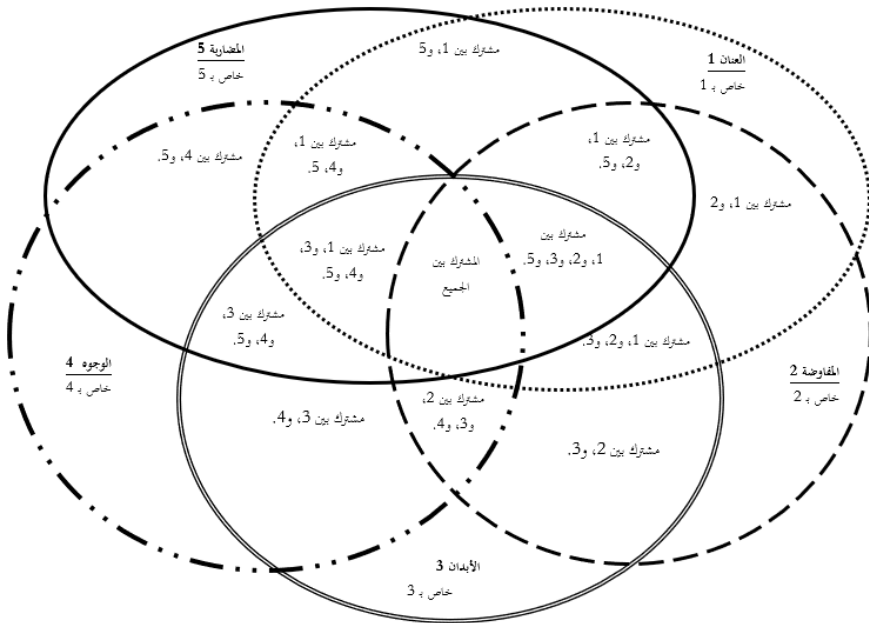 مشترك بين 1، و5
المضاربة 5
خاص بـ 5
العنان 1
خاص بـ 1
مشترك بين 1،
و2، و5.
مشترك بين 1،
و4، 5.
مشترك بين 4، و5.
مشترك بين 1، و2
مشترك بين
1، و2، و3، و5.
المشترك بين
الجميع
مشترك بين 1، و3،
و4، و5.
مشترك بين 3،
و4، و5.
مشترك بين 1، و2، و3.
المفاوضة 2
خاص بـ 2
الوجوه 4
خاص بـ 4
مشترك بين 2،
و3، و4.
مشترك بين 3، و4.
مشترك بين 2، و3.
الأبدان 3
خاص بـ 3